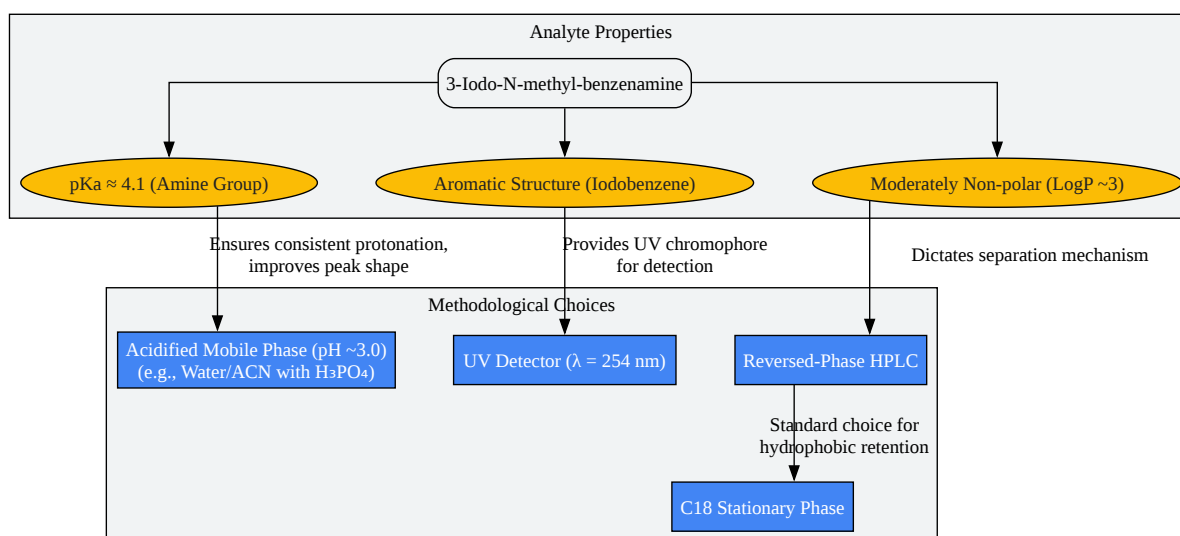 Analyte Properties
3-Iodo-N-methyl-benzenamine
pKa ≈ 4.1 (Amine Group)
Aromatic Structure (Iodobenzene)
Moderately Non-polar (LogP ~3)
Ensures consistent protonation,
improves peak shape
Provides UV chromophore
for detection
Dictates separation mechanism
Methodological Choices
Acidified Mobile Phase (pH ~3.0)
(e.g., Water/ACN with H₃PO₄)
UV Detector (λ = 254 nm)
Reversed-Phase HPLC
Standard choice for
hydrophobic retention
C18 Stationary Phase